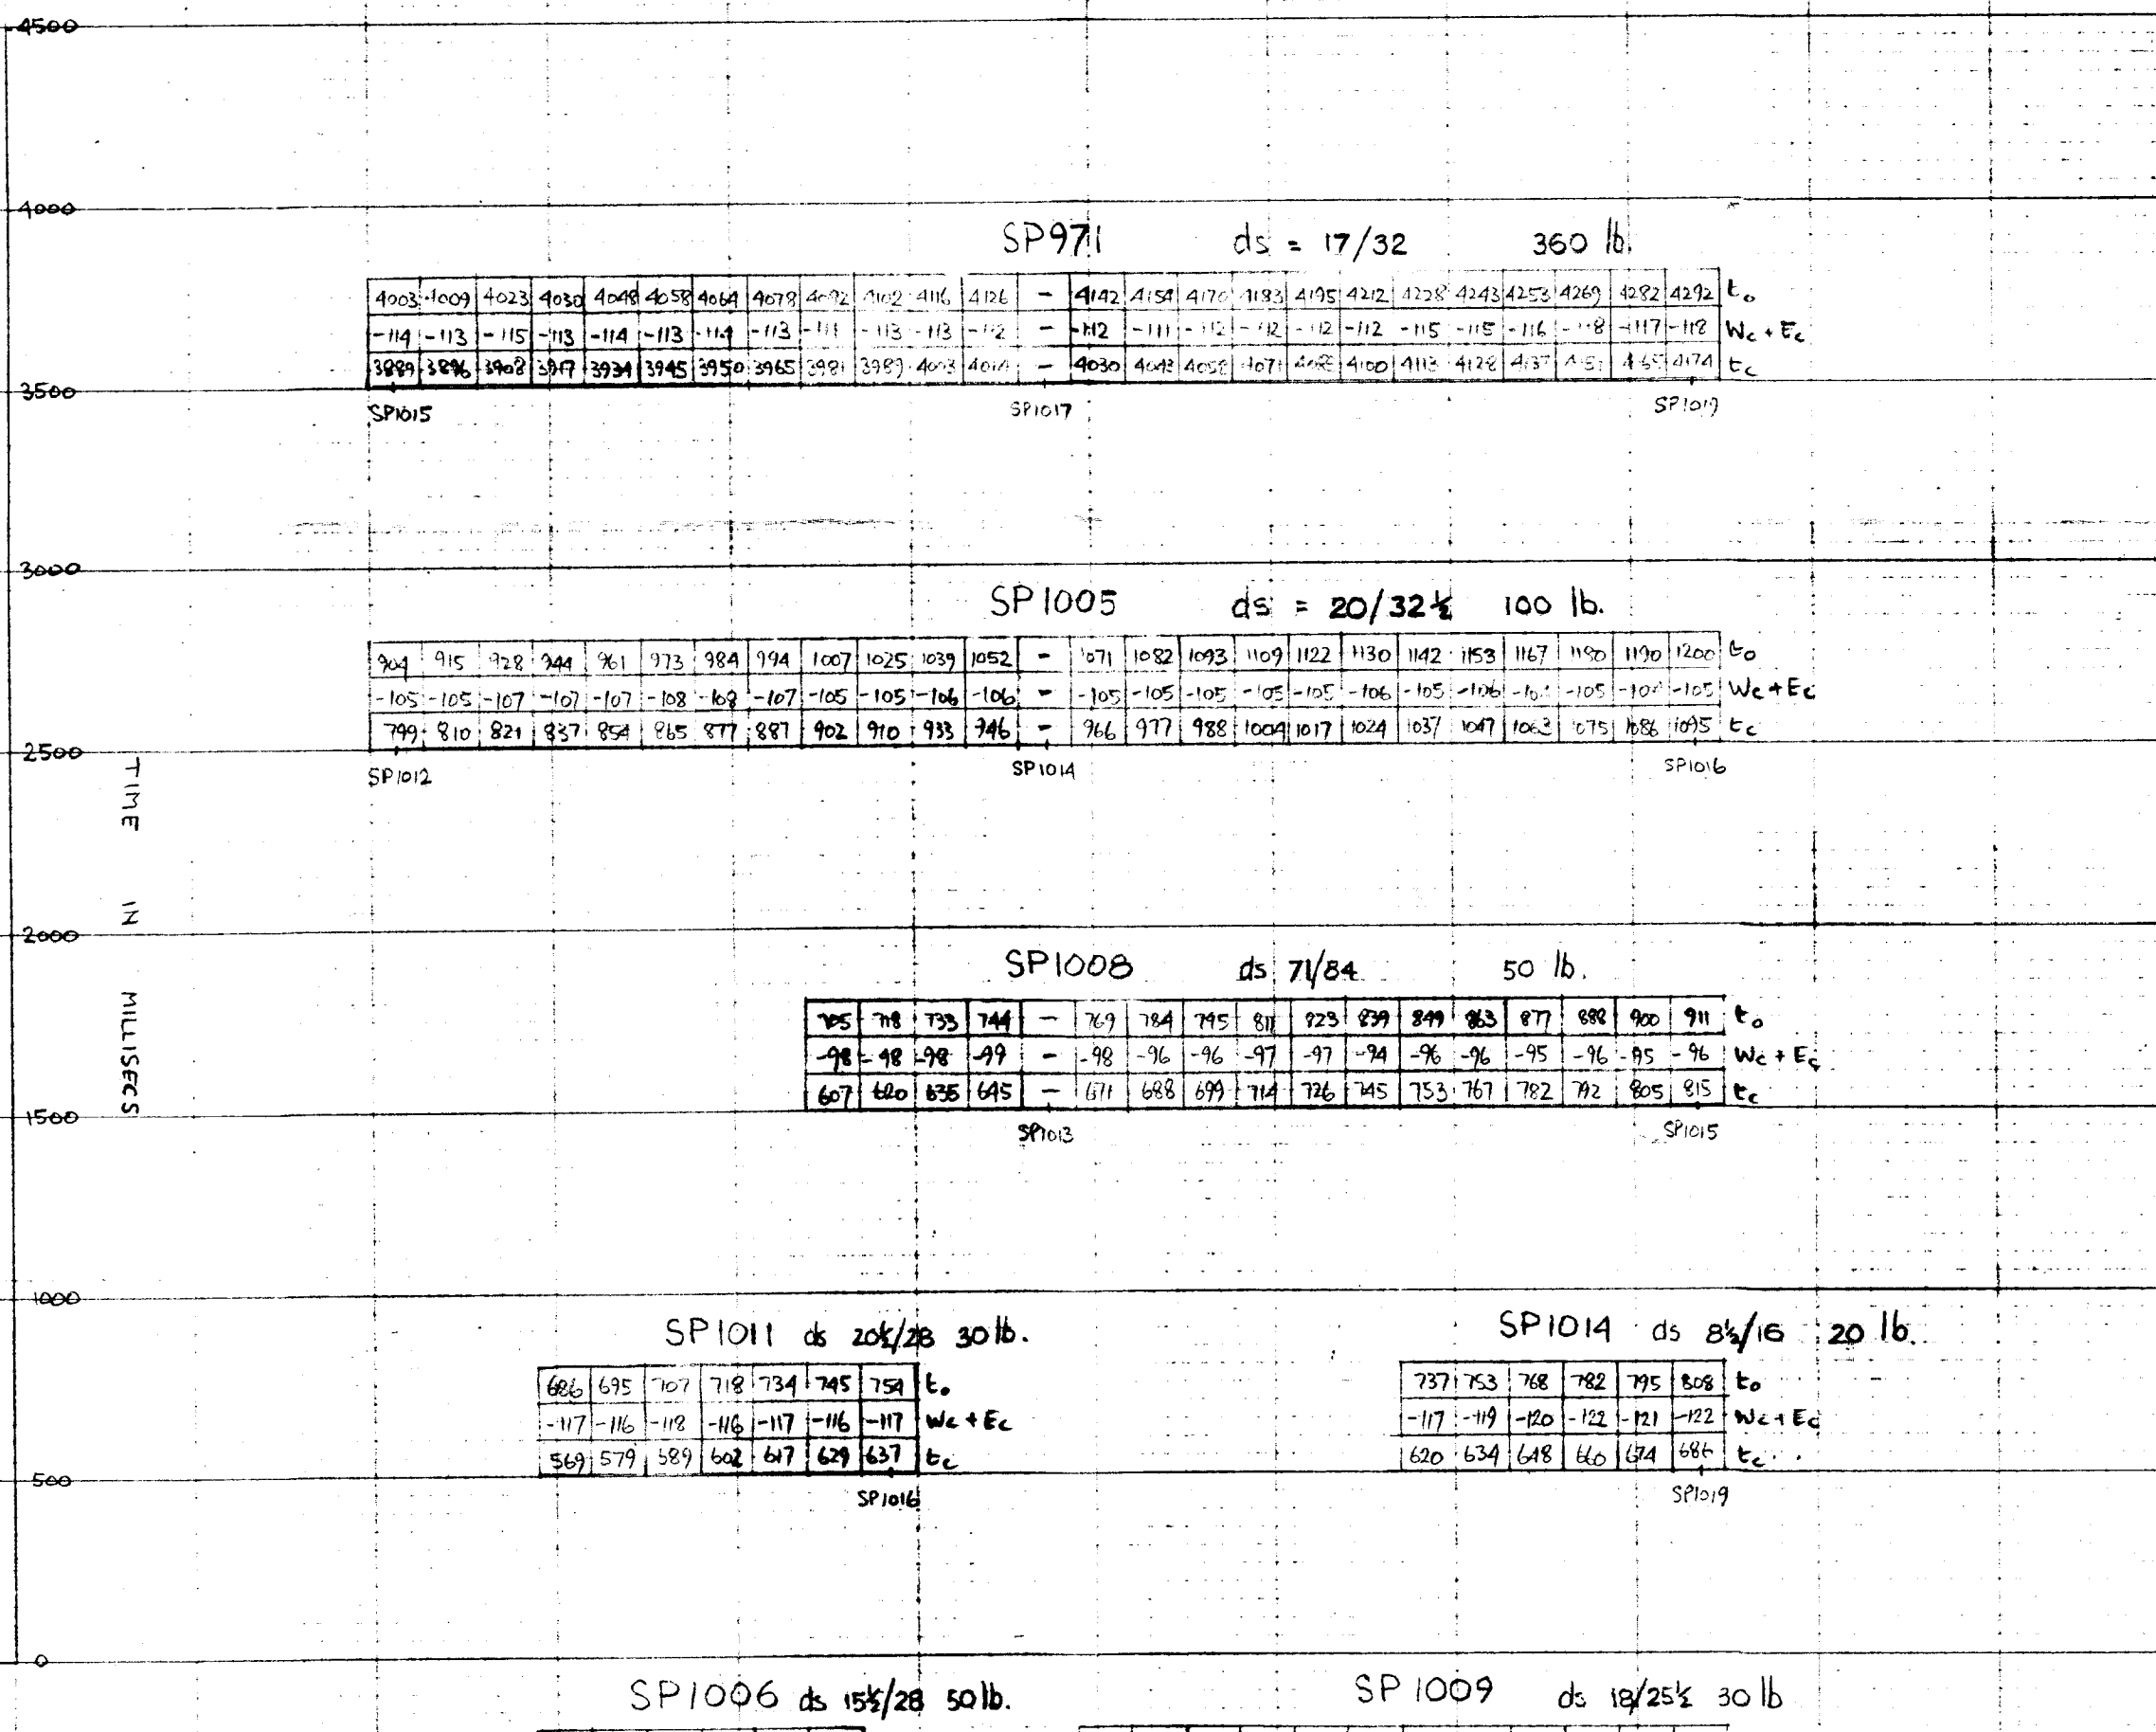 4500
4000
SP971 ds = 17/32 360 lb.
4003 4009 4023 4030 4048 4058 4064 4078 4092 4102 4116 4126 - 4142 4154 4170 4183 4195 4212 4228 4243 4253 4269 4282 4292 to
-114 -113 -115 -113 -114 -113 -114 -113 -111 -113 -113 -112 - -112 -111 -112 -112 -112 -112 -115 -115 -116 -118 -117 -118 Wc + Ec
3889 3896 3908 3917 3934 3945 3950 3965 3981 3989 4003 4014 - 4030 4043 4058 4071 4100 4113 4128 4137 4151 4165 4174 tc
3500
SP1015 SP1017 SP1019
3000
SP1005 ds = 20/32½ 100 lb.
904 915 928 944 961 973 984 994 1007 1025 1039 1052 - 1071 1082 1093 1109 1122 1130 1142 1153 1167 1180 1190 1200 to
-105 -105 -107 -107 -107 -108 -108 -107 -105 -105 -106 -106 - -105 -105 -105 -105 -105 -106 -105 -106 -105 -105 Wc + Ec
799 810 821 837 854 865 877 887 902 910 933 946 - 966 977 988 1004 1017 1024 1037 1047 1063 1075 1086 1095 tc
2500
SP1012 SP1014 SP1016
TIME IN MILLISECS
2000
SP1008 ds 71/84 50 lb.
705 718 733 744 - 769 784 795 811 823 839 849 863 877 888 900 911 to
-98 -98 -98 -99 - -98 -96 -96 -97 -97 -94 -96 -96 -95 -96 -95 -96 Wc + Ec
607 620 635 645 - 671 688 699 714 726 745 753 767 782 792 805 815 tc
1500
SP1013 SP1015
1000
SP1011 ds 20½/28 30 lb.
686 695 707 718 734 745 754 to
-117 -116 -118 -116 -117 -116 -117 Wc + Ec
569 579 589 602 617 629 637 tc
SP1016
SP1014 ds 8½/16 20 lb.
737 753 768 782 795 808 to
-117 -119 -120 -122 -121 -122 Wc + Ec
620 634 648 660 674 686 tc
SP1019
500
0
SP1006 ds 15½/28 50 lb.
SP1009 ds 18/25½ 30 lb